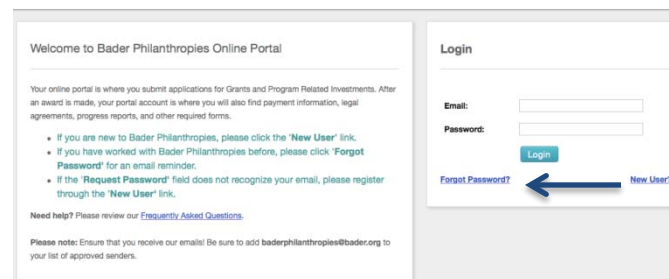 Welcome to Bader Philanthropies Online Portal
Your online portal is where you submit applications for Grants and Program Related Investments. After
an award is made, your portal account is where you will also find payment information, legal
agreements, progress reports, and other required forms.
• If you are new to Bader Philanthropies, please click the 'New User' link.
• If you have worked with Bader Philanthropies before, please click 'Forgot
Password' for an email reminder.
• If the 'Request Password' field does not recognize your email, please register
through the 'New User' link.
Need help? Please review our Frequently Asked Questions.
Please note: Ensure that you receive our emails! Be sure to add baderphilanthropies@bader.org to
your list of approved senders.
Login
Email:
Password:
Login
Forgot Password? New User?